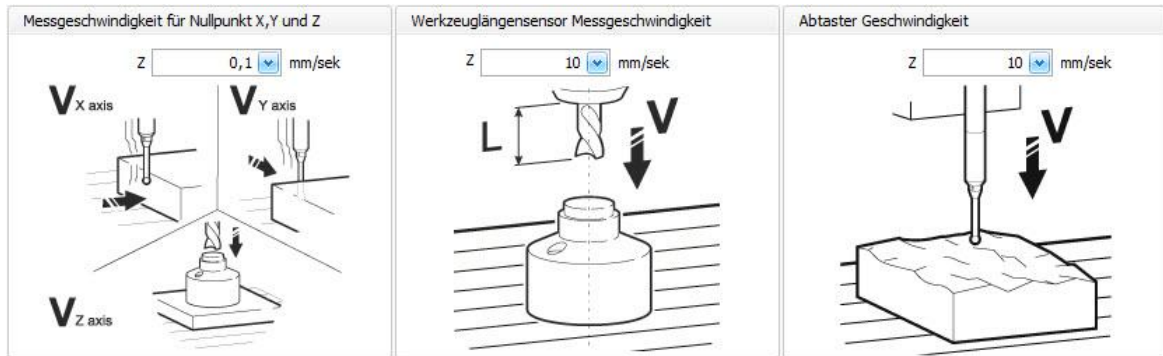 Messgeschwindigkeit für Nullpunkt X,Y und Z
Z 0,1 mm/sek
V X axis
V Y axis
V Z axis
Werkzeuglängensensor Messgeschwindigkeit
Z 10 mm/sek
L
V
Abtaster Geschwindigkeit
Z 10 mm/sek
V